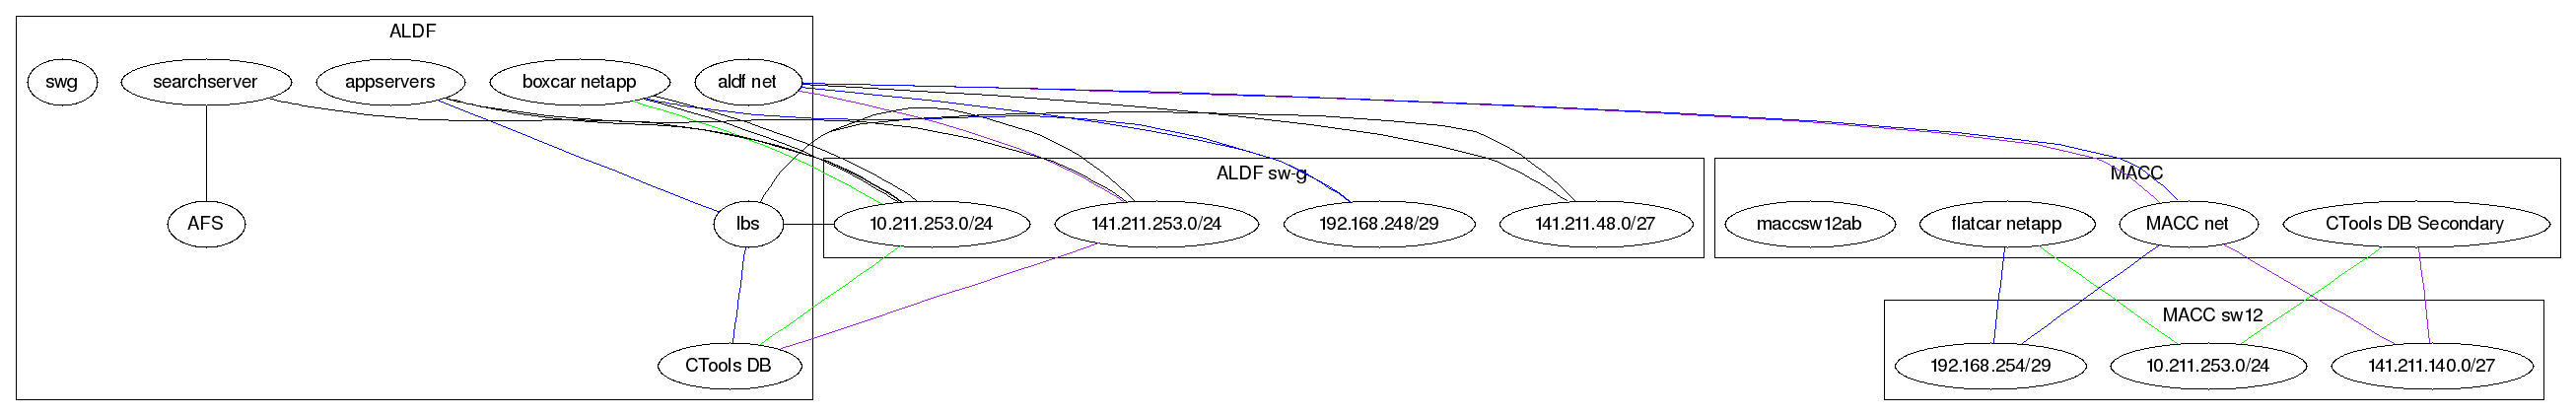 ALDF
swg
searchserver
appservers
boxcar netapp
aldf net
ALDF sw-g
MACC
AFS
lbs
10.211.253.0/24
141.211.253.0/24
192.168.248/29
141.211.48.0/27
maccsw12ab
flatcar netapp
MACC net
CTools DB Secondary
MACC sw12
CTools DB
192.168.254/29
10.211.253.0/24
141.211.140.0/27